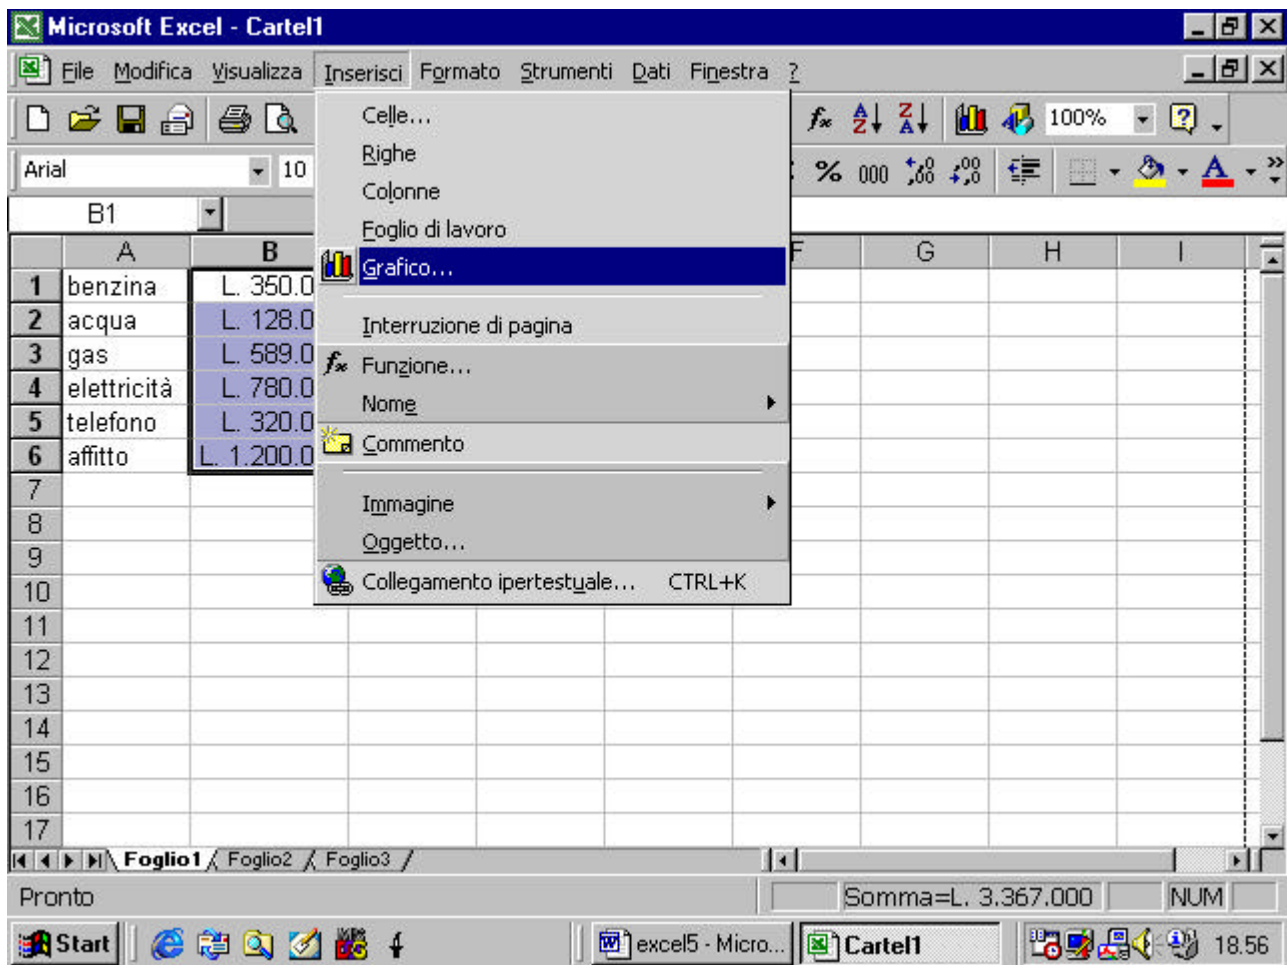 Microsoft Excel - Cartel1
File Modifica Visualizza Inserisci Formato Strumenti Dati Finestra ?
100%
Arial 10 % 000
B1
Celle...
Righe
Colonne
Foglio di lavoro
Grafico...
Interruzione di pagina
Funzione...
Nome
Commento
Immagine
Oggetto...
Collegamento ipertestuale... CTRL+K
A B F G H I
1 benzina L. 350.0
2 acqua L. 128.0
3 gas L. 589.0
4 elettricità L. 780.0
5 telefono L. 320.0
6 affitto L. 1.200.0
7
8
9
10
11
12
13
14
15
16
17
Foglio1 Foglio2 Foglio3
Pronto Somma=L. 3.367.000 NUM
Start excel5 - Micro... Cartel1 18.56